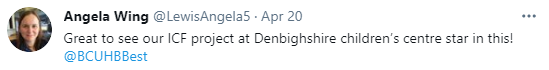 Angela Wing @LewisAngela5 · Apr 20
Great to see our ICF project at Denbighshire children's centre star in this!
@BCUHBBest